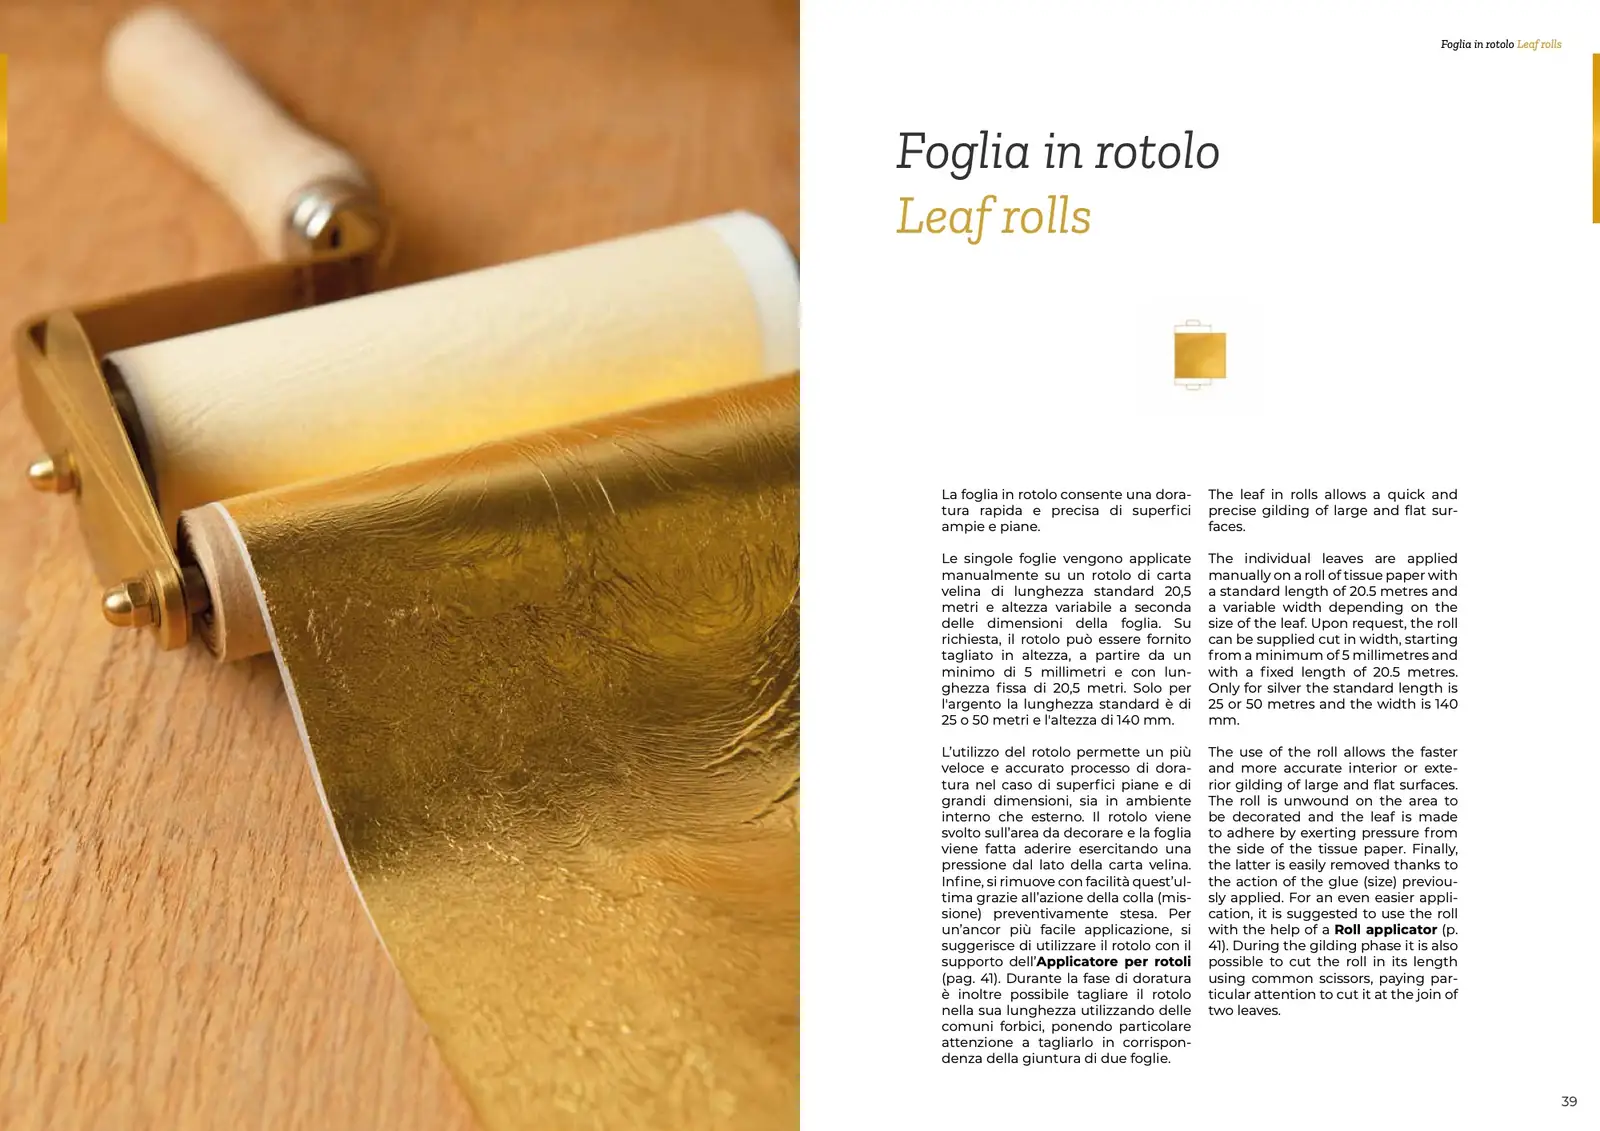 Foglia in rotolo Leaf rolls
Foglia in rotolo
Leaf rolls
La foglia in rotolo consente una dora-
tura rapida e precisa di superfici
ampie e piane.
Le singole foglie vengono applicate
manualmente su un rotolo di carta
velina di lunghezza standard 20,5
metri e altezza variabile a seconda
delle dimensioni della foglia. Su
richiesta, il rotolo può essere fornito
tagliato in altezza, a partire da un
minimo di 5 millimetri e con lun-
ghezza fissa di 20,5 metri. Solo per
l'argento la lunghezza standard è di
25 o 50 metri e l'altezza di 140 mm.
L’utilizzo del rotolo permette un più
veloce e accurato processo di dora-
tura nel caso di superfici piane e di
grandi dimensioni, sia in ambiente
interno che esterno. Il rotolo viene
svolto sull’area da decorare e la foglia
viene fatta aderire esercitando una
pressione dal lato della carta velina.
Infine, si rimuove con facilità quest’ul-
tima grazie all’azione della colla (mis-
sione) preventivamente stesa. Per
un’ancor più facile applicazione, si
suggerisce di utilizzare il rotolo con il
supporto dell’Applicatore per rotoli
(pag. 41). Durante la fase di doratura
è inoltre possibile tagliare il rotolo
nella sua lunghezza utilizzando delle
comuni forbici, ponendo particolare
attenzione a tagliarlo in corrispon-
denza della giuntura di due foglie.
The leaf in rolls allows a quick and
precise gilding of large and flat sur-
faces.
The individual leaves are applied
manually on a roll of tissue paper with
a standard length of 20.5 metres and
a variable width depending on the
size of the leaf. Upon request, the roll
can be supplied cut in width, starting
from a minimum of 5 millimetres and
with a fixed length of 20.5 metres.
Only for silver the standard length is
25 or 50 metres and the width is 140
mm.
The use of the roll allows the faster
and more accurate interior or exte-
rior gilding of large and flat surfaces.
The roll is unwound on the area to
be decorated and the leaf is made
to adhere by exerting pressure from
the side of the tissue paper. Finally,
the latter is easily removed thanks to
the action of the glue (size) previou-
sly applied. For an even easier appli-
cation, it is suggested to use the roll
with the help of a Roll applicator (p.
41). During the gilding phase it is also
possible to cut the roll in its length
using common scissors, paying par-
ticular attention to cut it at the join of
two leaves.
39